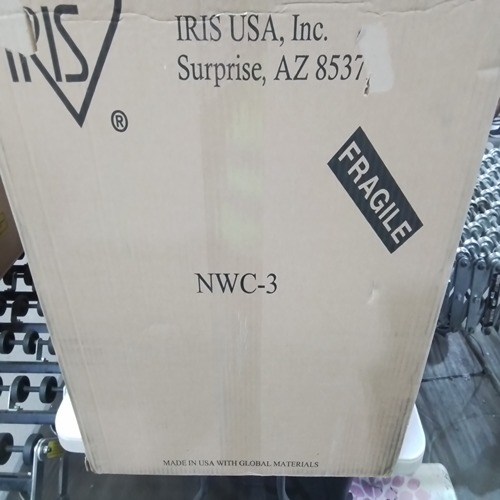 IRIS
®
IRIS USA, Inc.
Surprise, AZ 8537
FRAGILE
NWC-3
MADE IN USA WITH GLOBAL MATERIALS